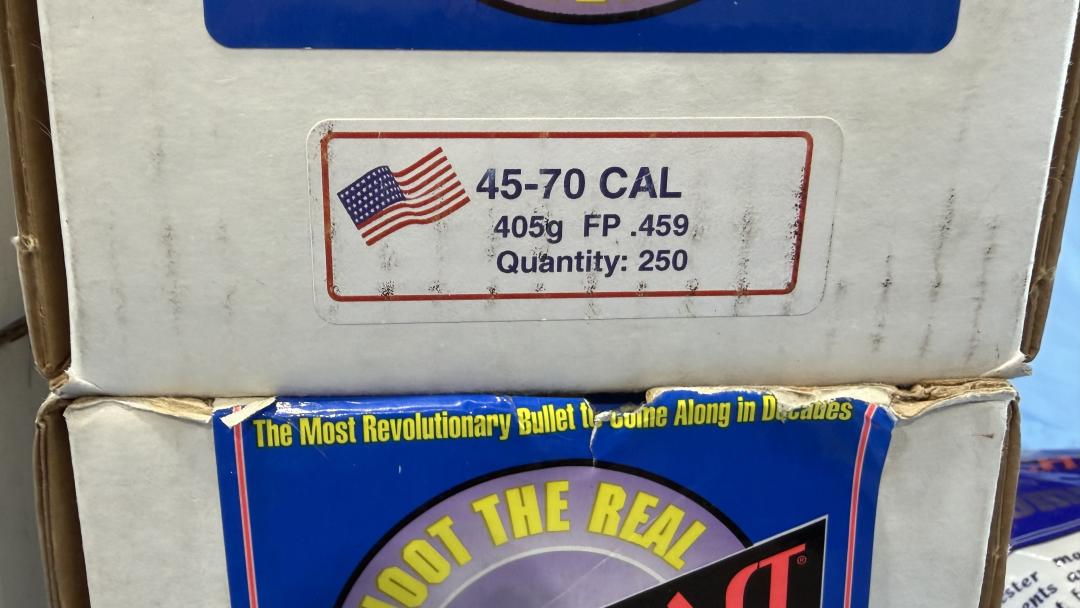 45-70 CAL
405g FP .459
Quantity: 250
The Most Revolutionary Bullet to Come Along in Decades
SHOOT THE REAL
®